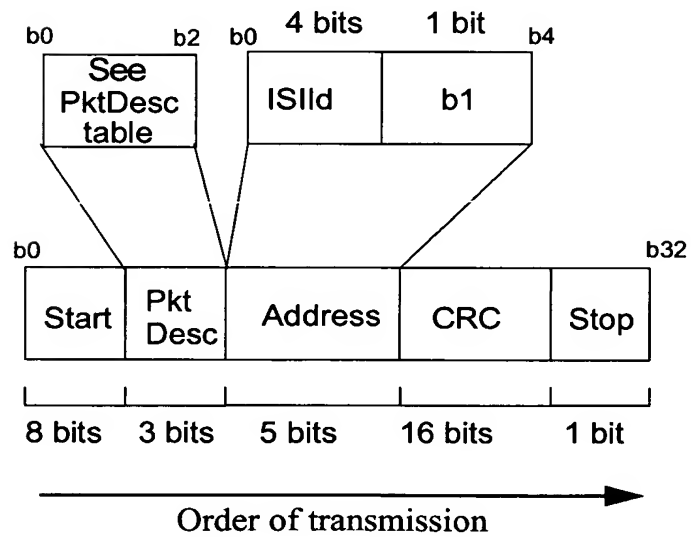 4 bits 1 bit
b0 b2 b0 b4
See
PktDesc
table
ISIId b1
b0 b32
Start Pkt
Desc Address CRC Stop
8 bits 3 bits 5 bits 16 bits 1 bit
Order of transmission